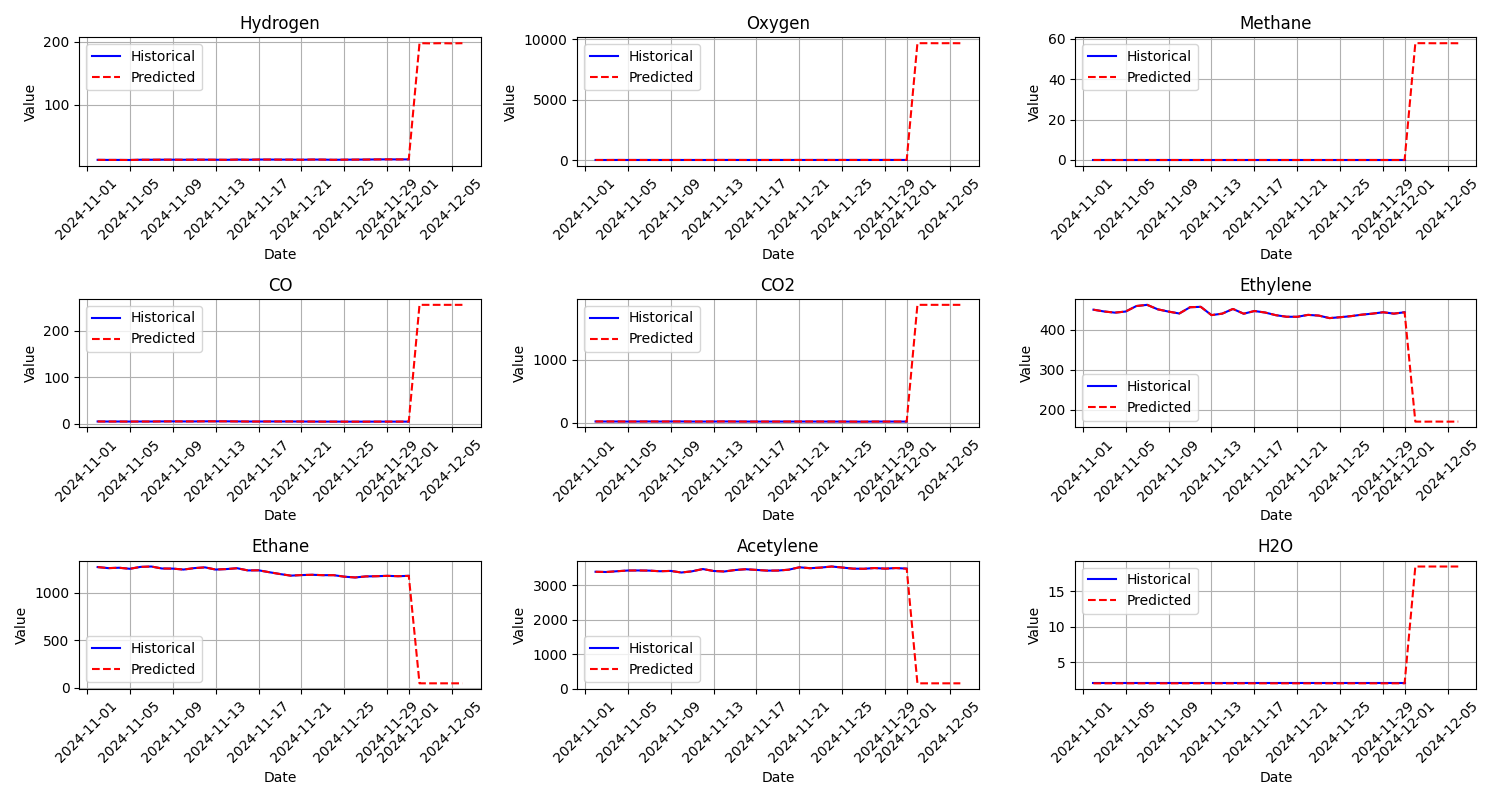 Hydrogen
200
100
Value
Historical
Predicted
2024-11-01
2024-11-05
2024-11-09
2024-11-13
2024-11-17
2024-11-21
2024-11-25
2024-11-29
2024-12-01
2024-12-05
Date
Oxygen
10000
5000
0
Value
Historical
Predicted
2024-11-01
2024-11-05
2024-11-09
2024-11-13
2024-11-17
2024-11-21
2024-11-25
2024-11-29
2024-12-01
2024-12-05
Date
Methane
60
40
20
0
Value
Historical
Predicted
2024-11-01
2024-11-05
2024-11-09
2024-11-13
2024-11-17
2024-11-21
2024-11-25
2024-11-29
2024-12-01
2024-12-05
Date
CO
200
100
0
Value
Historical
Predicted
2024-11-01
2024-11-05
2024-11-09
2024-11-13
2024-11-17
2024-11-21
2024-11-25
2024-11-29
2024-12-01
2024-12-05
Date
CO2
1000
0
Value
Historical
Predicted
2024-11-01
2024-11-05
2024-11-09
2024-11-13
2024-11-17
2024-11-21
2024-11-25
2024-11-29
2024-12-01
2024-12-05
Date
Ethylene
400
300
200
Value
Historical
Predicted
2024-11-01
2024-11-05
2024-11-09
2024-11-13
2024-11-17
2024-11-21
2024-11-25
2024-11-29
2024-12-01
2024-12-05
Date
Ethane
1000
500
0
Value
Historical
Predicted
2024-11-01
2024-11-05
2024-11-09
2024-11-13
2024-11-17
2024-11-21
2024-11-25
2024-11-29
2024-12-01
2024-12-05
Date
Acetylene
3000
2000
1000
0
Value
Historical
Predicted
2024-11-01
2024-11-05
2024-11-09
2024-11-13
2024-11-17
2024-11-21
2024-11-25
2024-11-29
2024-12-01
2024-12-05
Date
H2O
15
10
5
Value
Historical
Predicted
2024-11-01
2024-11-05
2024-11-09
2024-11-13
2024-11-17
2024-11-21
2024-11-25
2024-11-29
2024-12-01
2024-12-05
Date